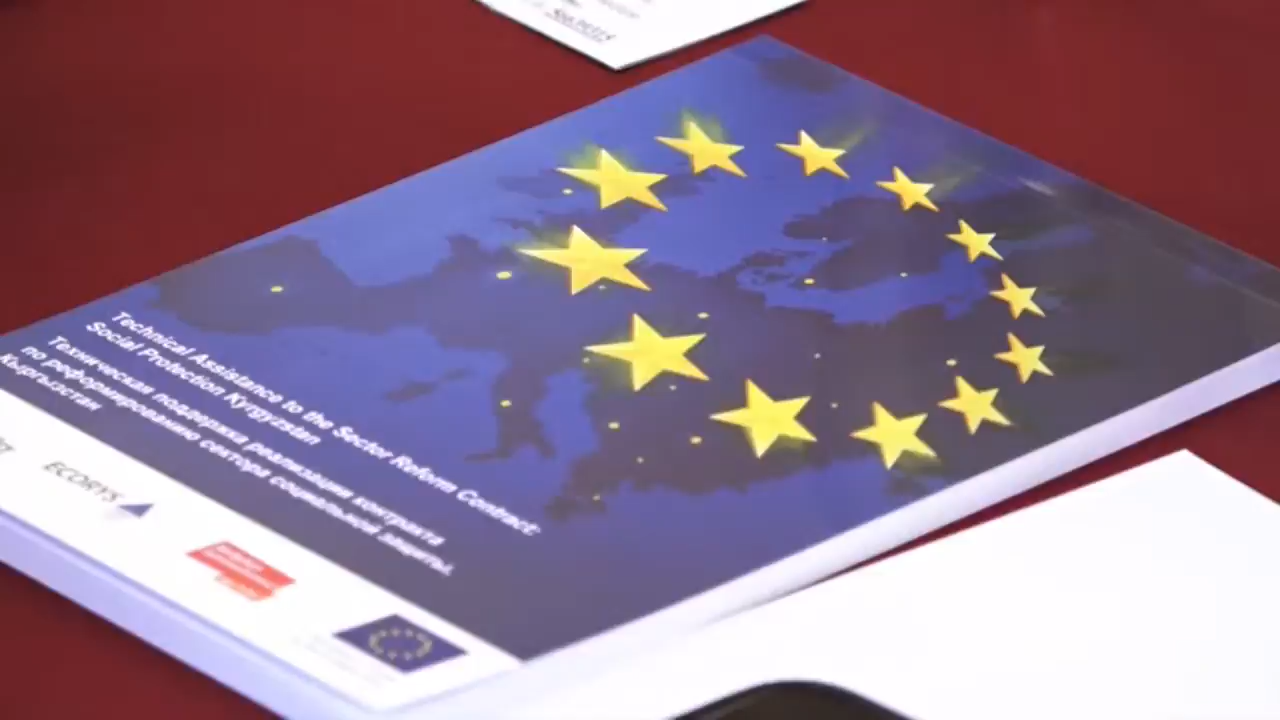 Technical Assistance to the Sector Reform Contract:
Social Protection Kyrgyzstan
Техническая поддержка реализации контракта
по реформированию сектора социальной защиты.
Кыргызстан
ECORYS